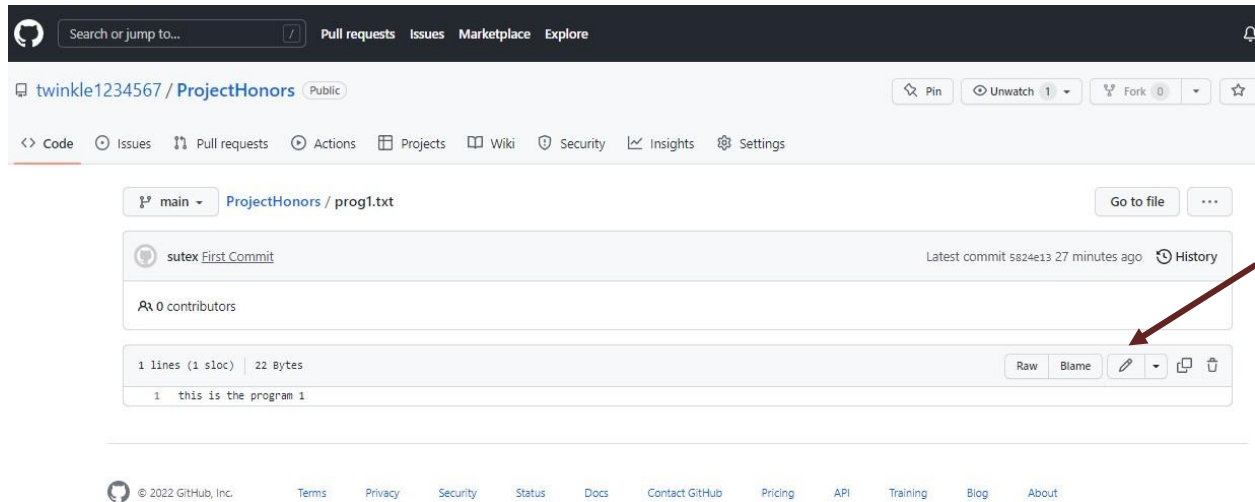 Search or jump to... / Pull requests Issues Marketplace Explore
twinkle1234567 / ProjectHonors Public Pin Unwatch 1 Fork 0
Code Issues Pull requests Actions Projects Wiki Security Insights Settings
main ProjectHonors / prog1.txt Go to file ...
sutex First Commit Latest commit 5824e13 27 minutes ago History
0 contributors
1 lines (1 sloc) 22 Bytes Raw Blame
1 this is the program 1
© 2022 GitHub, Inc. Terms Privacy Security Status Docs Contact GitHub Pricing API Training Blog About